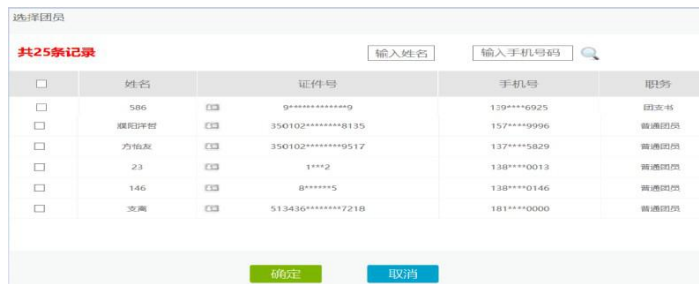 选择团员
共25条记录 输入姓名 输入手机号码
姓名 证件号 手机号 职务
586 9*************9 139****6925 团支书
濮阳洋哲 350102********8135 157****9996 普通团员
方怡友 350102********9517 137****5829 普通团员
23 1***2 138****0013 普通团员
146 8******5 138****0146 普通团员
支离 513436********7218 181****0000 普通团员
确定 取消